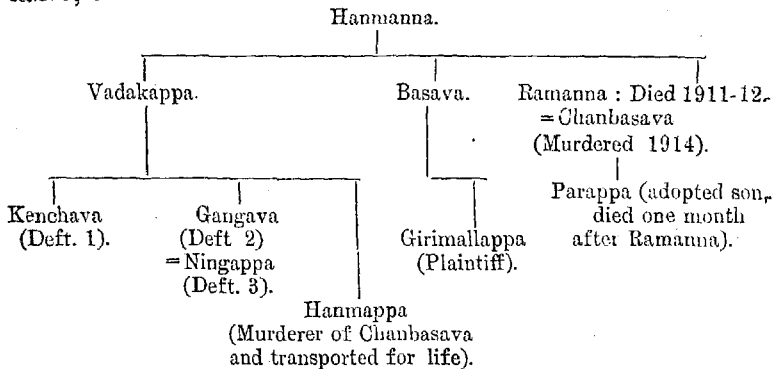 Hanmanna.
Vadakappa. Basava. Ramanna : Died 1911-12.
= Chanbasava
(Murdered 1914).
Kenchava Gangava Parappa (adopted son,
(Deft. 1). (Deft 2) Girimallappa died one month
= Ningappa (Plaintiff). after Ramanna).
(Deft. 3).
Hanmappa
(Murderer of Chanbasava
and transported for life).